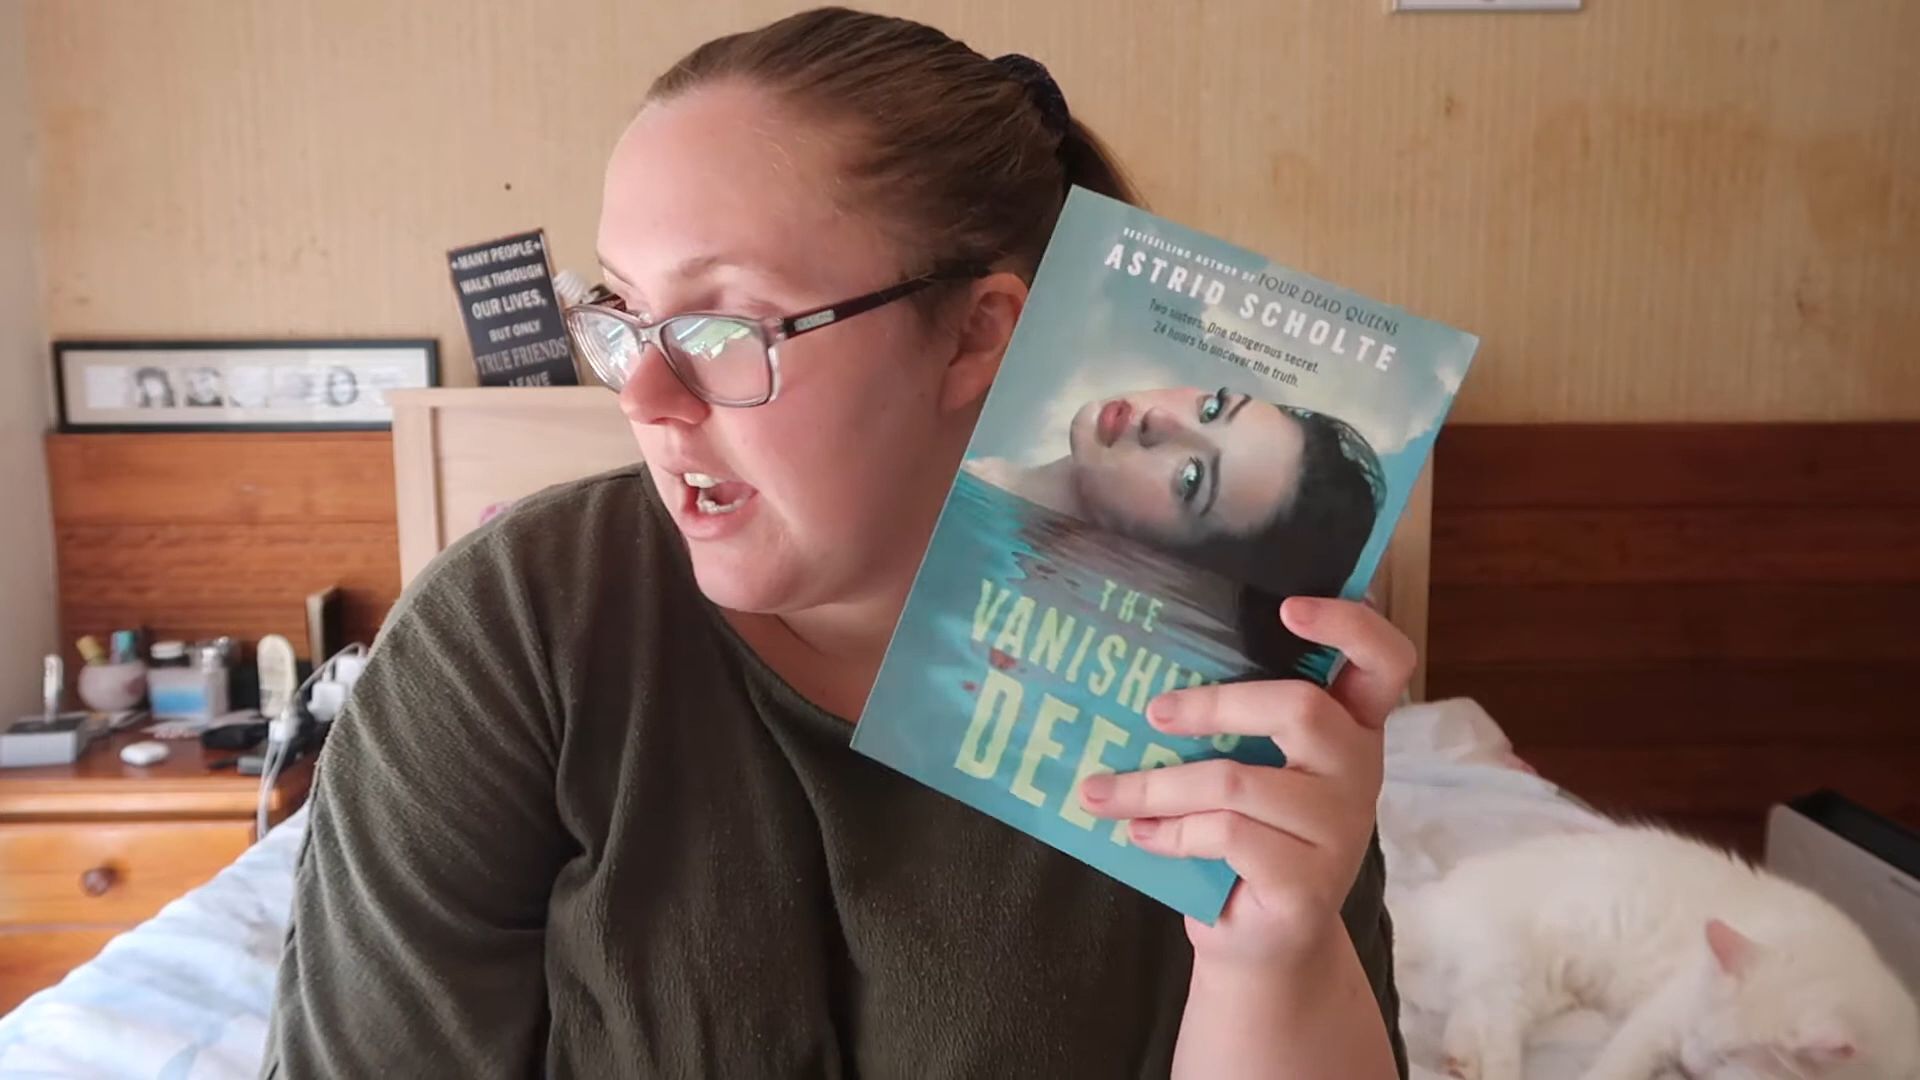 +MANY PEOPLE+
WALK THROUGH
OUR LIVES,
BUT ONLY
TRUE FRIENDS
LEAVE
BESTSELLING AUTHOR OF FOUR DEAD QUEENS
ASTRID SCHOLTE
Two sisters. One dangerous secret.
24 hours to uncover the truth.
THE
VANISHING
DEEP